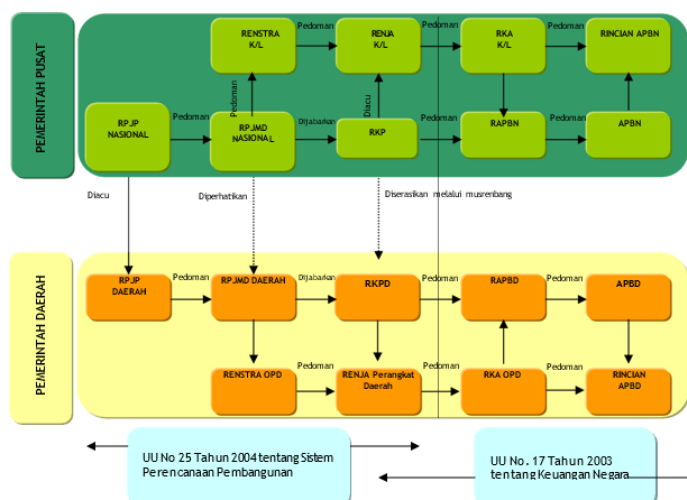 PEMERINTAH PUSAT
RENSTRA
K/L
Pedoman
RENJA
K/L
Pedoman
RKA
K/L
Pedoman
RINCIAN APBN
Pedoman
Diacu
RPJP
NASIONAL
Pedoman
RPJMD
NASIONAL
Dijabarkan
RKP
Pedoman
RAPBN
Pedoman
APBN
Diacu
Diperhatikan
Diserasikan melalui musrenbang
PEMERINTAH DAERAH
RPJP
DAERAH
Pedoman
RPJMD DAERAH
Dijabarkan
RKPD
Pedoman
RAPBD
Pedoman
APBD
RENSTRA OPD
Pedoman
RENJA Perangkat
Daerah
Pedoman
RKA OPD
Pedoman
RINCIAN
APBD
UU No 25 Tahun 2004 tentang Sistem
Perencanaan Pembangunan
UU No. 17 Tahun 2003
tentang Keuangan Negara